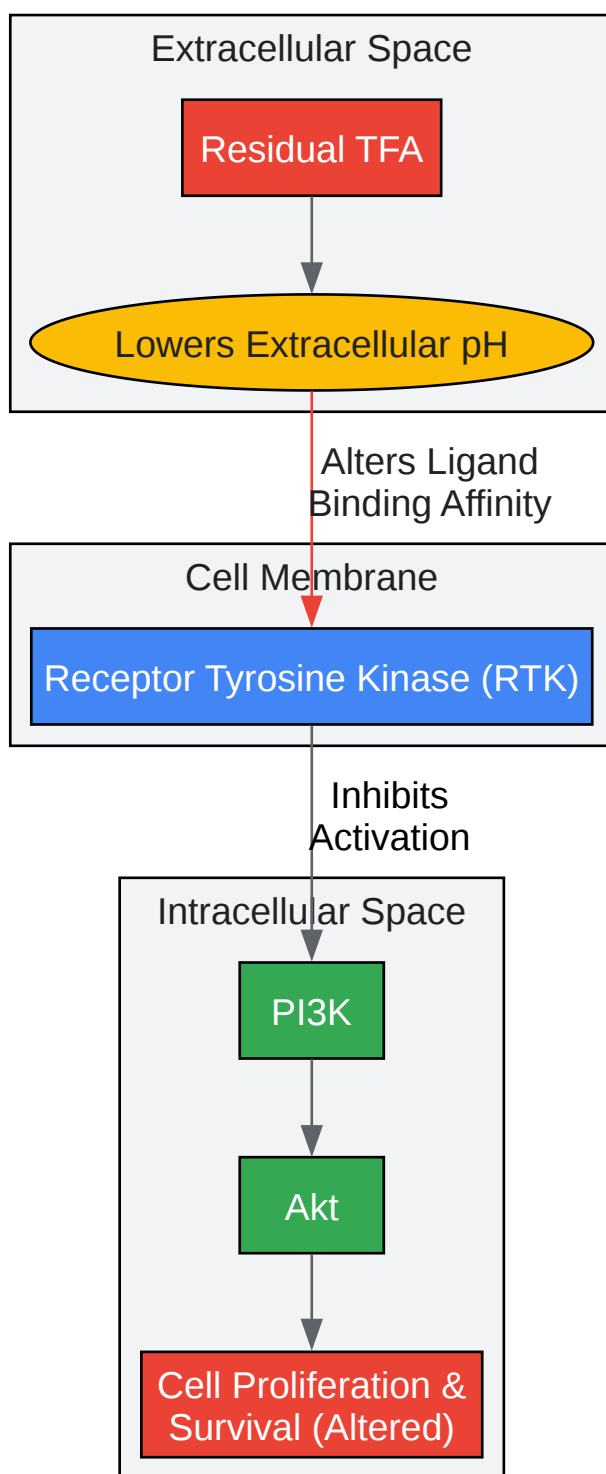 Extracellular Space
Residual TFA
Lowers Extracellular pH
Alters Ligand
Binding Affinity
Cell Membrane
Receptor Tyrosine Kinase (RTK)
Inhibits
Activation
Intracellular Space
PI3K
Akt
Cell Proliferation &
Survival (Altered)